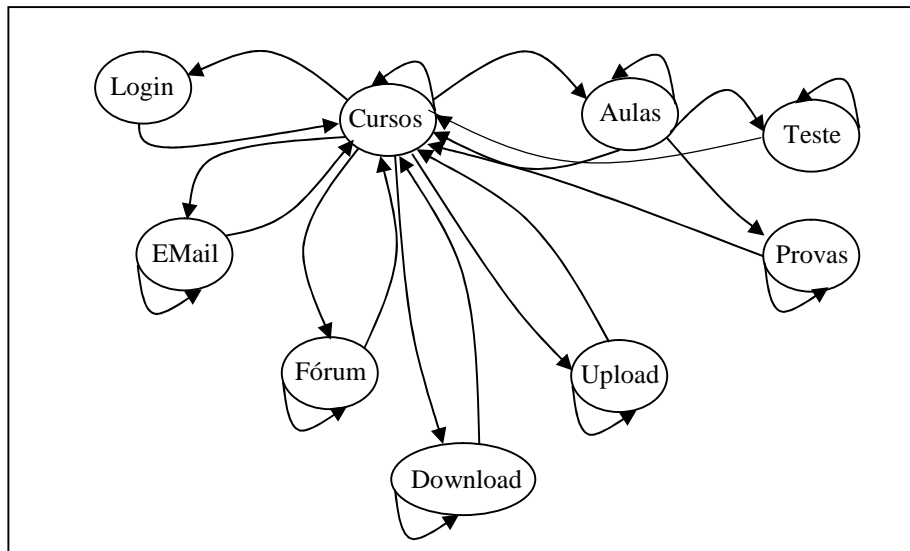 Login
Cursos
Aulas
Teste
EMail
Provas
Fórum
Upload
Download